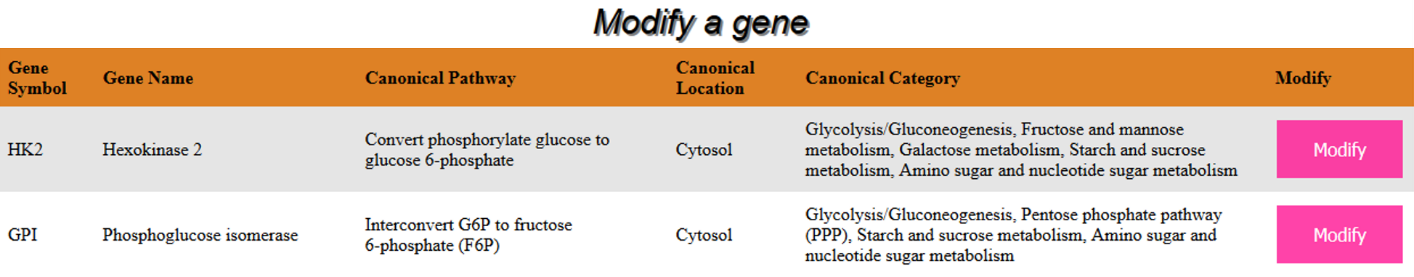 Modify a gene
Gene Symbol Gene Name Canonical Pathway Canonical Location Canonical Category Modify
HK2 Hexokinase 2 Convert phosphorylate glucose to glucose 6-phosphate Cytosol Glycolysis/Gluconeogenesis, Fructose and mannose metabolism, Galactose metabolism, Starch and sucrose metabolism, Amino sugar and nucleotide sugar metabolism Modify
GPI Phosphoglucose isomerase Interconvert G6P to fructose 6-phosphate (F6P) Cytosol Glycolysis/Gluconeogenesis, Pentose phosphate pathway (PPP), Starch and sucrose metabolism, Amino sugar and nucleotide sugar metabolism Modify